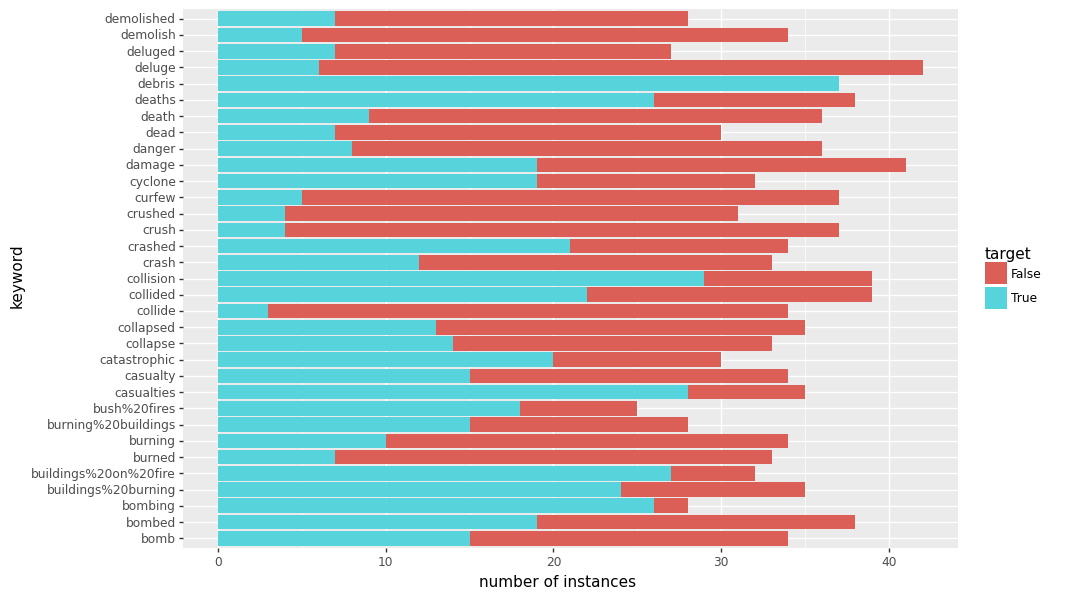 demolished
demolish
deluged
deluge
debris
deaths
death
dead
danger
damage
cyclone
curfew
crushed
crush
crashed
crash
collision
collided
collide
collapsed
collapse
catastrophic
casualty
casualties
bush%20fires
burning%20buildings
burning
burned
buildings%20on%20fire
buildings%20burning
bombing
bombed
bomb
keyword
0 10 20 30 40
number of instances
target
False
True